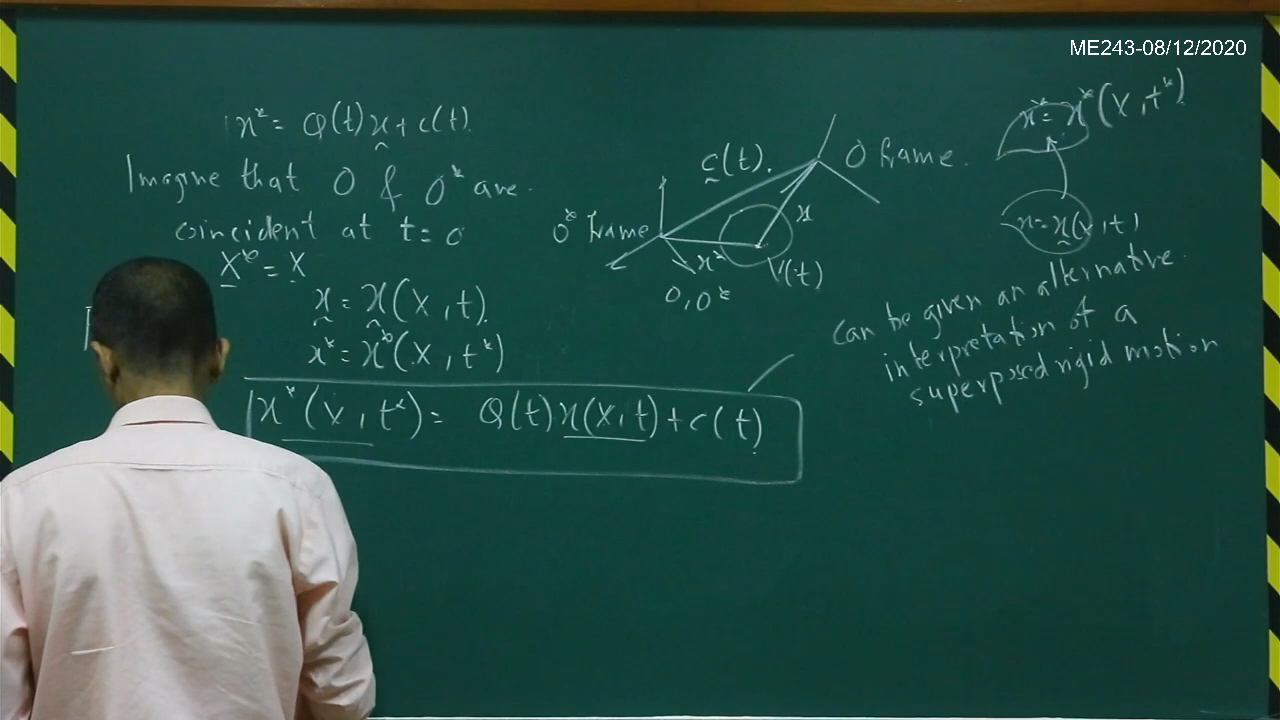 ME243-08/12/2020
x* = Q(t)x + c(t).
Imagine that O & O* are
coincident at t=0
X* = X
x = x(X,t).
x* = x*(X,t*)
x*(X,t*) = Q(t)x(X,t) + c(t).
c(t).
O frame.
O* frame
x
x*
V(t)
O,O*
x* = x*(X,t*).
x = x(X,t)
Can be given an alternative
interpretation of a
superposed rigid motion